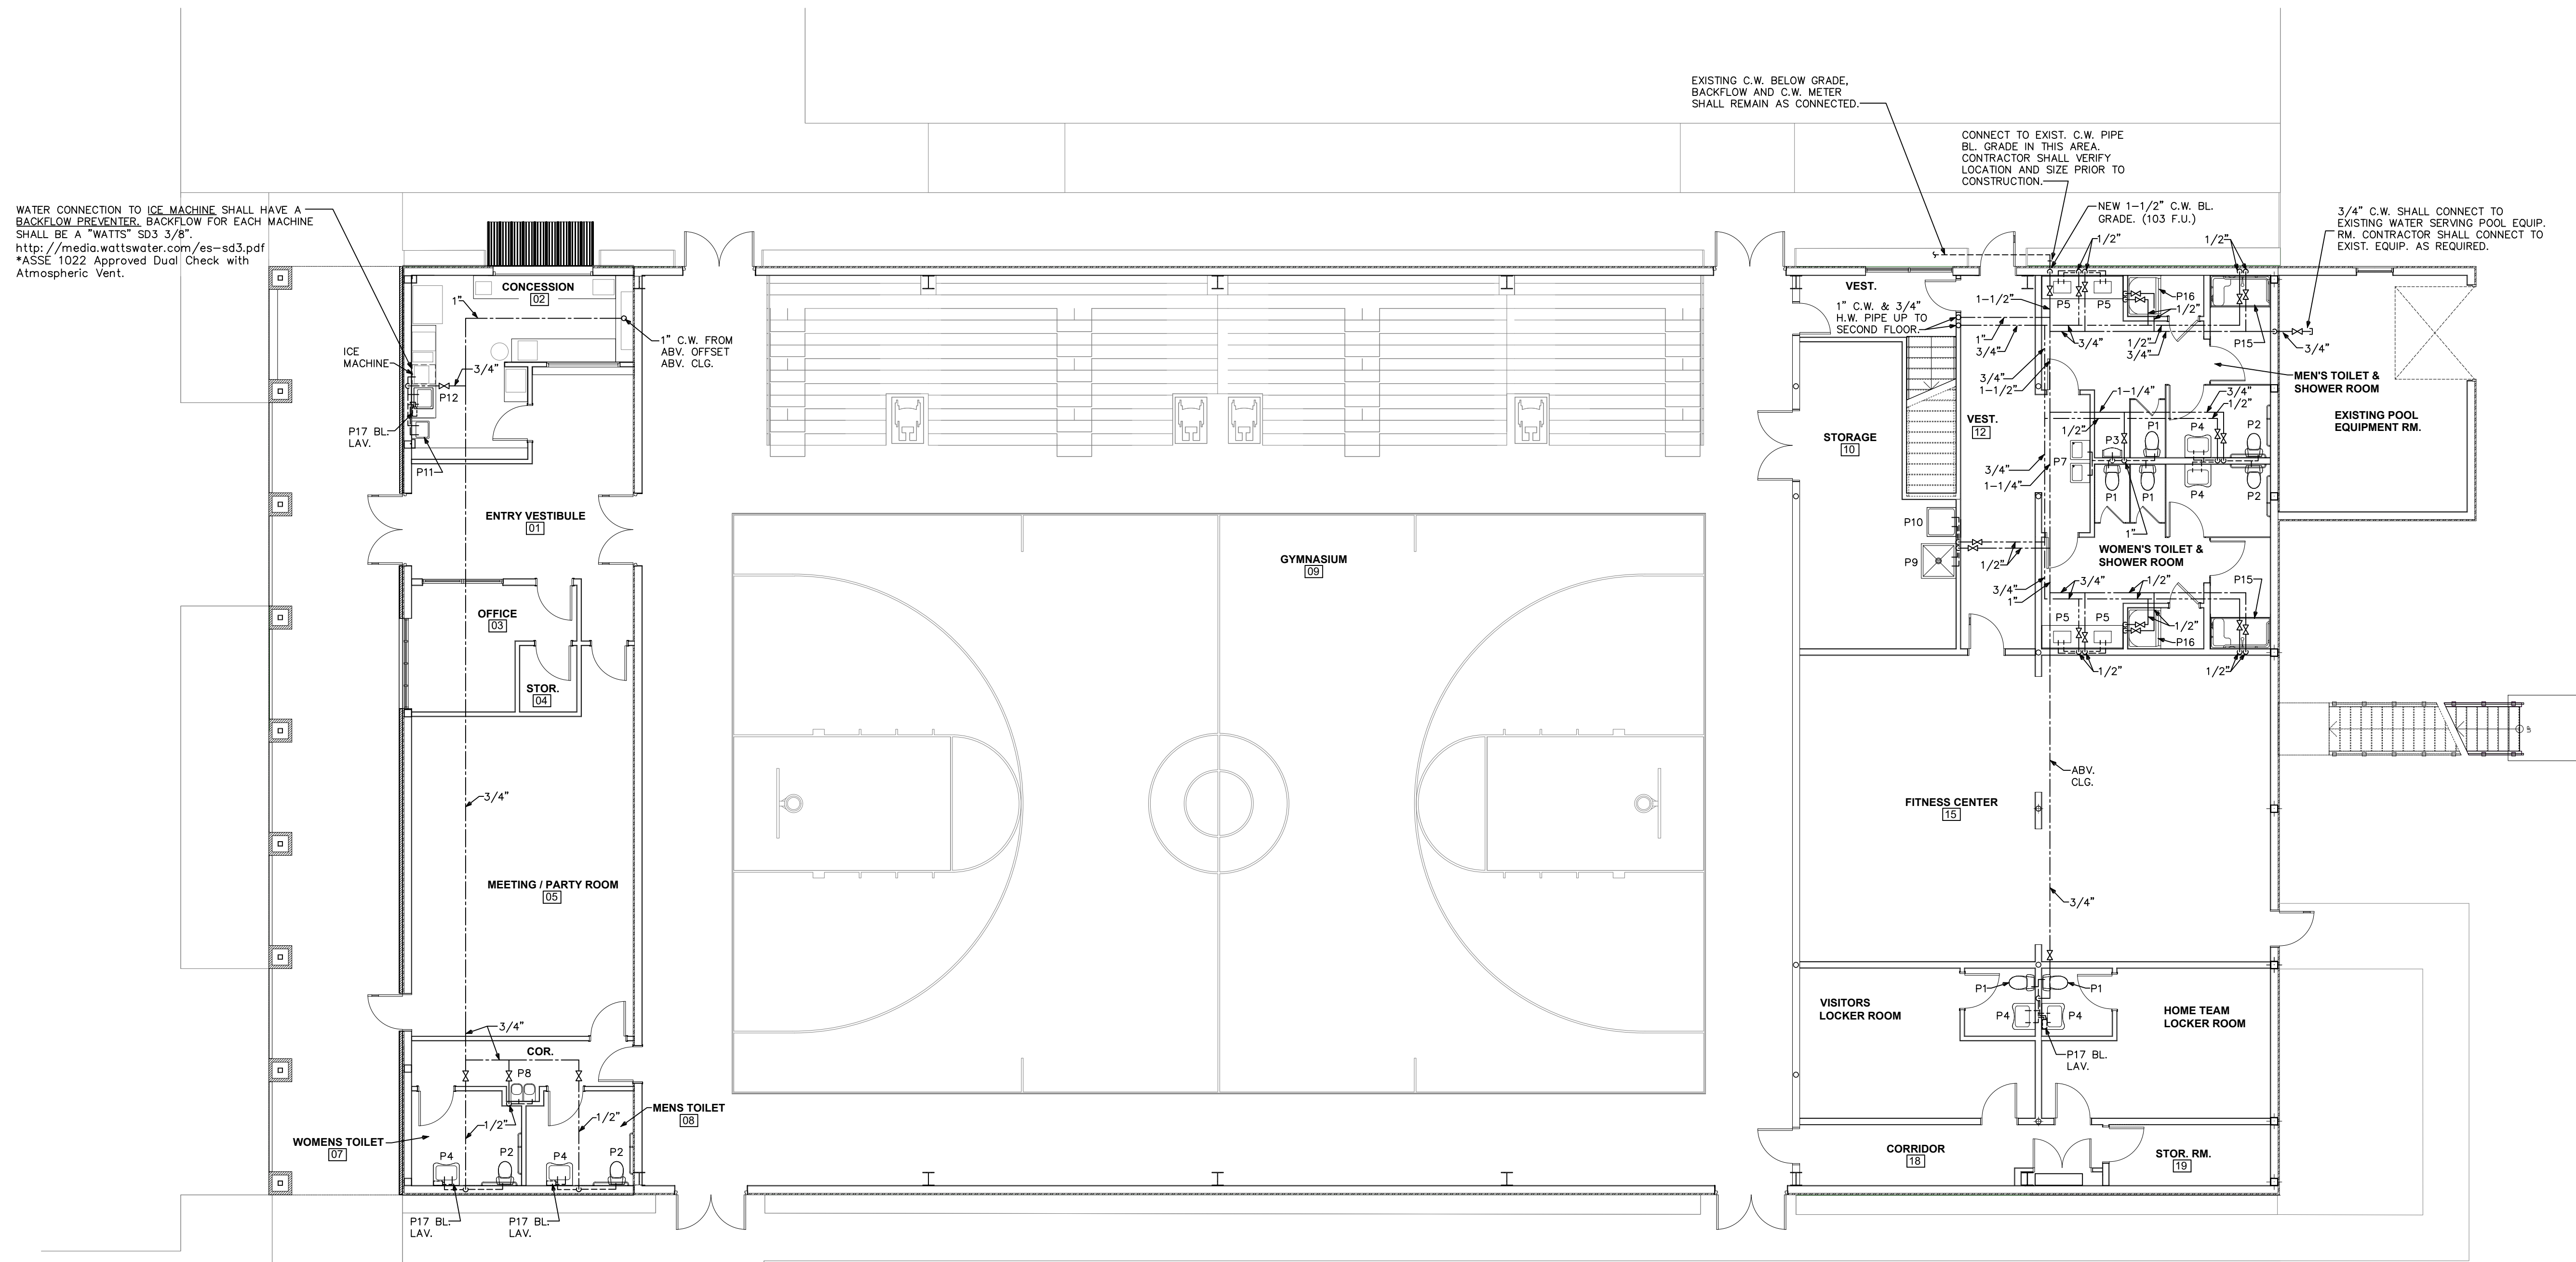 EXISTING C.W. BELOW GRADE,
BACKFLOW AND C.W. METER
SHALL REMAIN AS CONNECTED.
CONNECT TO EXIST. C.W. PIPE
BL. GRADE IN THIS AREA.
CONTRACTOR SHALL VERIFY
LOCATION AND SIZE PRIOR TO
CONSTRUCTION.
WATER CONNECTION TO ICE MACHINE SHALL HAVE A
BACKFLOW PREVENTER. BACKFLOW FOR EACH MACHINE
SHALL BE A "WATTS" SD3 3/8".
http://media.wattswater.com/es-sd3.pdf
*ASSE 1022 Approved Dual Check with
Atmospheric Vent.
NEW 1-1/2" C.W. BL.
GRADE. (103 F.U.)
3/4" C.W. SHALL CONNECT TO
EXISTING WATER SERVING POOL EQUIP.
RM. CONTRACTOR SHALL CONNECT TO
EXIST. EQUIP. AS REQUIRED.
1/2"
1/2"
CONCESSION
02
1"
1" C.W. FROM
ABV. OFFSET
ABV. CLG.
ICE
MACHINE
3/4"
P12
P17 BL.
LAV.
P11
VEST.
1" C.W. & 3/4"
H.W. PIPE UP TO
SECOND FLOOR.
1-1/2"
1"
3/4"
P5
P5
P16
1/2"
3/4"
1/2"
3/4"
P15
3/4"
3/4"
1-1/2"
MEN'S TOILET &
SHOWER ROOM
1-1/4"
3/4"
1/2"
EXISTING POOL
EQUIPMENT RM.
VEST.
12
STORAGE
10
1/2"
P3
P1
P4
P2
P7
3/4"
1-1/4"
P1
P1
P4
P2
ENTRY VESTIBULE
01
P10
1"
GYMNASIUM
09
WOMEN'S TOILET &
SHOWER ROOM
P9
1/2"
3/4"
1"
3/4"
1/2"
P15
OFFICE
03
P5
P5
1/2"
P16
1/2"
1/2"
STOR.
04
ABV.
CLG.
3/4"
FITNESS CENTER
15
MEETING / PARTY ROOM
05
3/4"
P1
P1
VISITORS
LOCKER ROOM
HOME TEAM
LOCKER ROOM
P4
P4
3/4"
COR.
P17 BL.
LAV.
P8
MENS TOILET
08
1/2"
1/2"
WOMENS TOILET
07
P4
P2
P4
P2
CORRIDOR
18
STOR. RM.
19
P17 BL.
LAV.
P17 BL.
LAV.